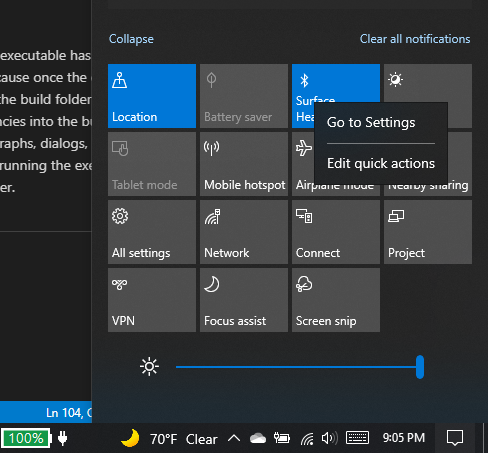 executable has
cause once the
the build folder
ncies into the bu
graphs, dialogs,
running the exe
er.
Collapse
Clear all notifications
Location
Battery saver
Surface
Hea
Go to Settings
Edit quick actions
Tablet mode
Mobile hotspot
Airplane mode
Nearby sharing
All settings
Network
Connect
Project
VPN
Focus assist
Screen snip
Ln 104, C
100%
70°F Clear
9:05 PM